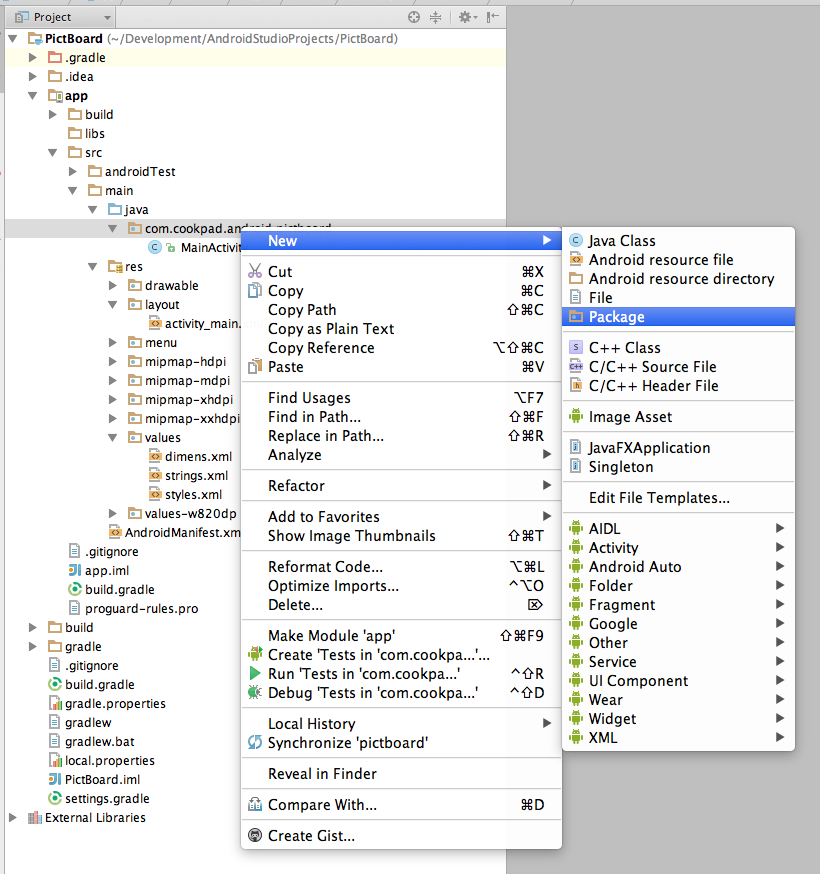 Project
PictBoard (~/Development/AndroidStudioProjects/PictBoard)
.gradle
.idea
app
build
libs
src
androidTest
main
java
com.cookpad.android.pictboard
MainActivit
res
drawable
layout
activity_main.
menu
mipmap-hdpi
mipmap-mdpi
mipmap-xhdpi
mipmap-xxhdpi
values
dimens.xml
strings.xml
styles.xml
values-w820dp
AndroidManifest.xm
.gitignore
app.iml
build.gradle
proguard-rules.pro
build
gradle
.gitignore
build.gradle
gradle.properties
gradlew
gradlew.bat
local.properties
PictBoard.iml
settings.gradle
External Libraries
New
Cut ⌘X
Copy ⌘C
Copy Path ⇧⌘C
Copy as Plain Text
Copy Reference ⌥⇧⌘C
Paste ⌘V
Find Usages ⌥F7
Find in Path... ⇧⌘F
Replace in Path... ⇧⌘R
Analyze
Refactor
Add to Favorites
Show Image Thumbnails ⇧⌘T
Reformat Code... ⌥⌘L
Optimize Imports... ^⌥O
Delete... ⌦
Make Module 'app' ⇧⌘F9
Create 'Tests in 'com.cookpa...'...
Run 'Tests in 'com.cookpa...' ^⇧R
Debug 'Tests in 'com.cookpa...' ^⇧D
Local History
Synchronize 'pictboard'
Reveal in Finder
Compare With... ⌘D
Create Gist...
Java Class
Android resource file
Android resource directory
File
Package
C++ Class
C/C++ Source File
C/C++ Header File
Image Asset
JavaFXApplication
Singleton
Edit File Templates...
AIDL
Activity
Android Auto
Folder
Fragment
Google
Other
Service
UI Component
Wear
Widget
XML